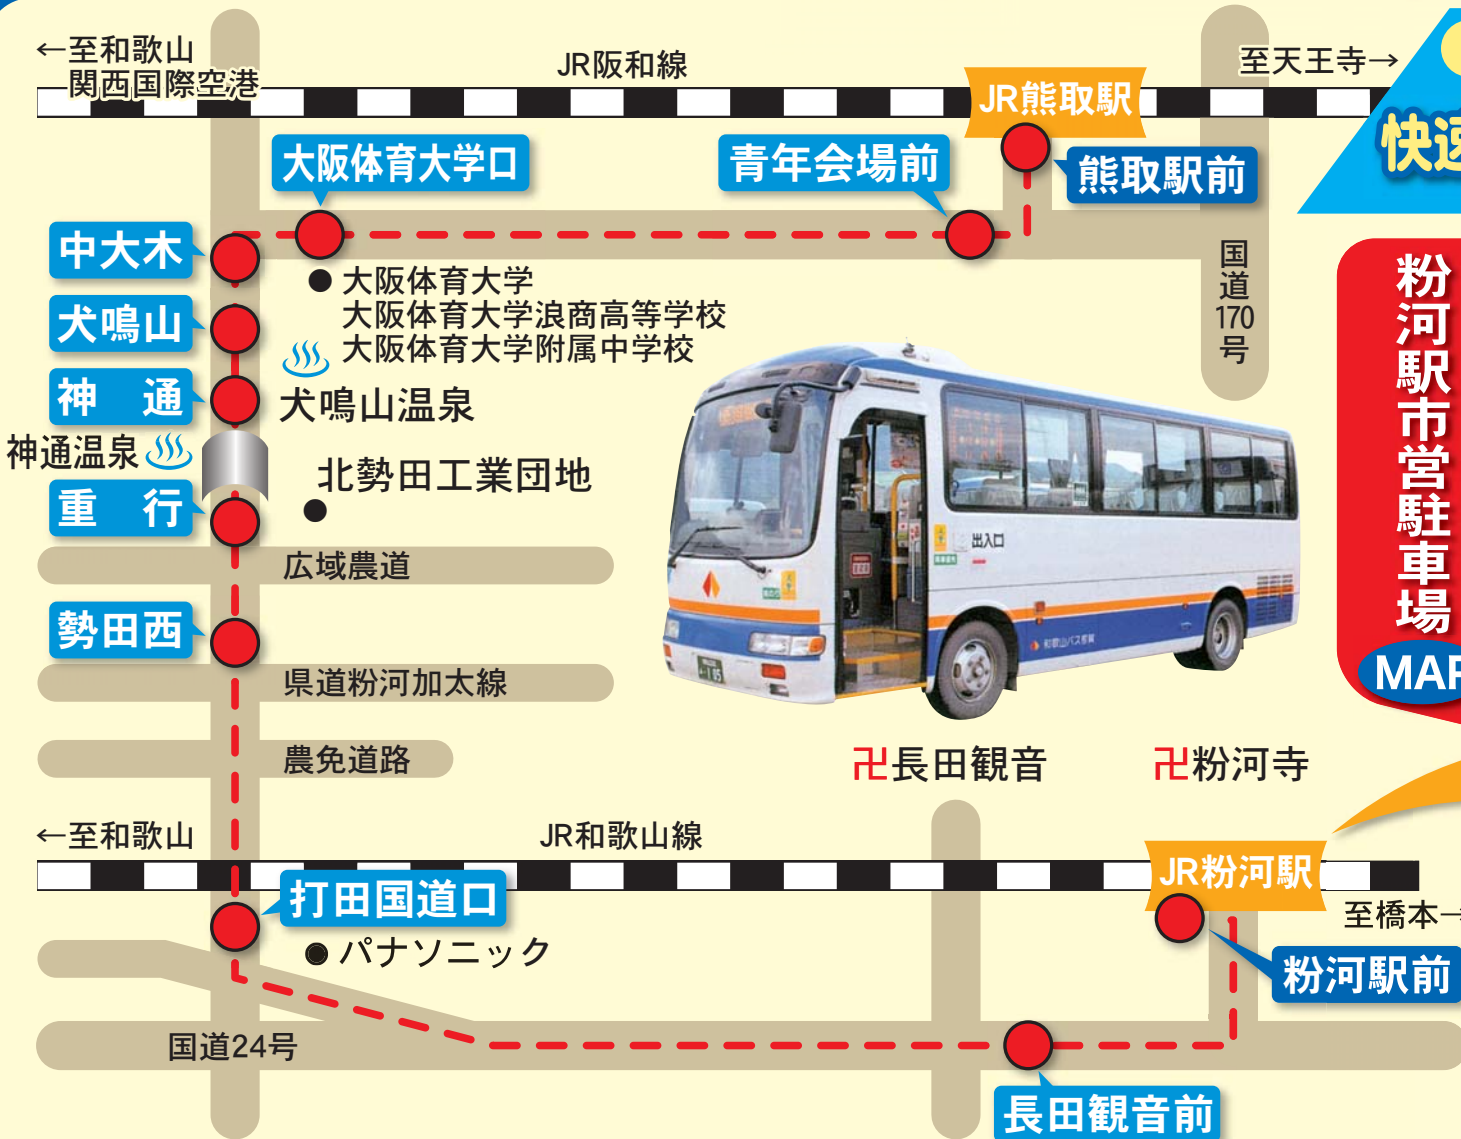 ←至和歌山
関西国際空港
JR阪和線
至天王寺→
JR熊取駅
快速
大阪体育大学口
青年会場前
熊取駅前
中大木
犬鳴山
神　通
神通温泉
重　行
勢田西
大阪体育大学
大阪体育大学浪商高等学校
大阪体育大学附属中学校
犬鳴山温泉
北勢田工業団地
国道170号
粉河駅市営駐車場
MAP
出入口
広域農道
県道粉河加太線
農免道路
卍長田観音
卍粉河寺
←至和歌山
JR和歌山線
JR粉河駅
至橋本→
打田国道口
パナソニック
粉河駅前
国道24号
長田観音前